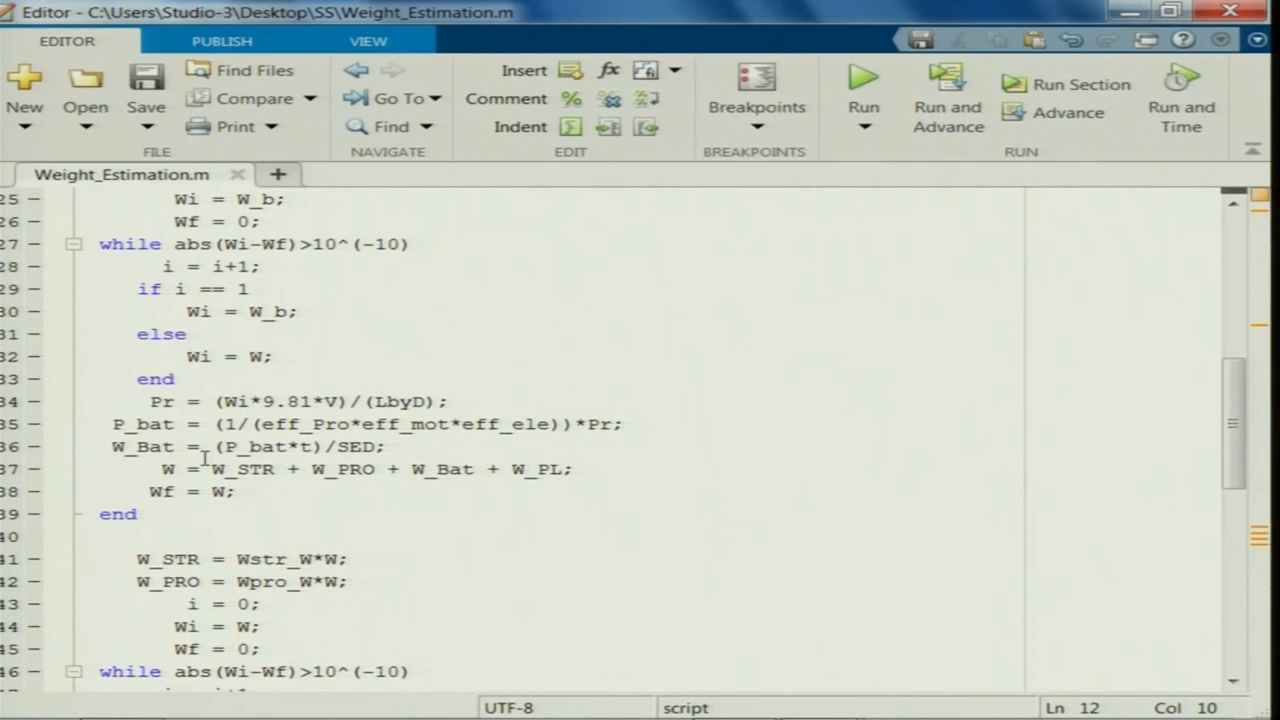 Editor - C:\Users\Studio-3\Desktop\SS\Weight_Estimation.m
EDITOR PUBLISH VIEW
New Open Save Find Files Compare Print
FILE
Go To Find
NAVIGATE
Insert fx
Comment %
Indent
EDIT
Breakpoints
BREAKPOINTS
Run Run and Advance Run Section Advance Run and Time
RUN
Weight_Estimation.m
25 – Wi = W_b;
26 – Wf = 0;
27 – while abs(Wi-Wf)>10^(-10)
28 – i = i+1;
29 – if i == 1
30 – Wi = W_b;
31 – else
32 – Wi = W;
33 – end
34 – Pr = (Wi*9.81*V)/(LbyD);
35 – P_bat = (1/(eff_Pro*eff_mot*eff_ele))*Pr;
36 – W_Bat = (P_bat*t)/SED;
37 – W = W_STR + W_PRO + W_Bat + W_PL;
38 – Wf = W;
39 – end
40
41 – W_STR = Wstr_W*W;
42 – W_PRO = Wpro_W*W;
43 – i = 0;
44 – Wi = W;
45 – Wf = 0;
46 – while abs(Wi-Wf)>10^(-10)
UTF-8 script Ln 12 Col 10